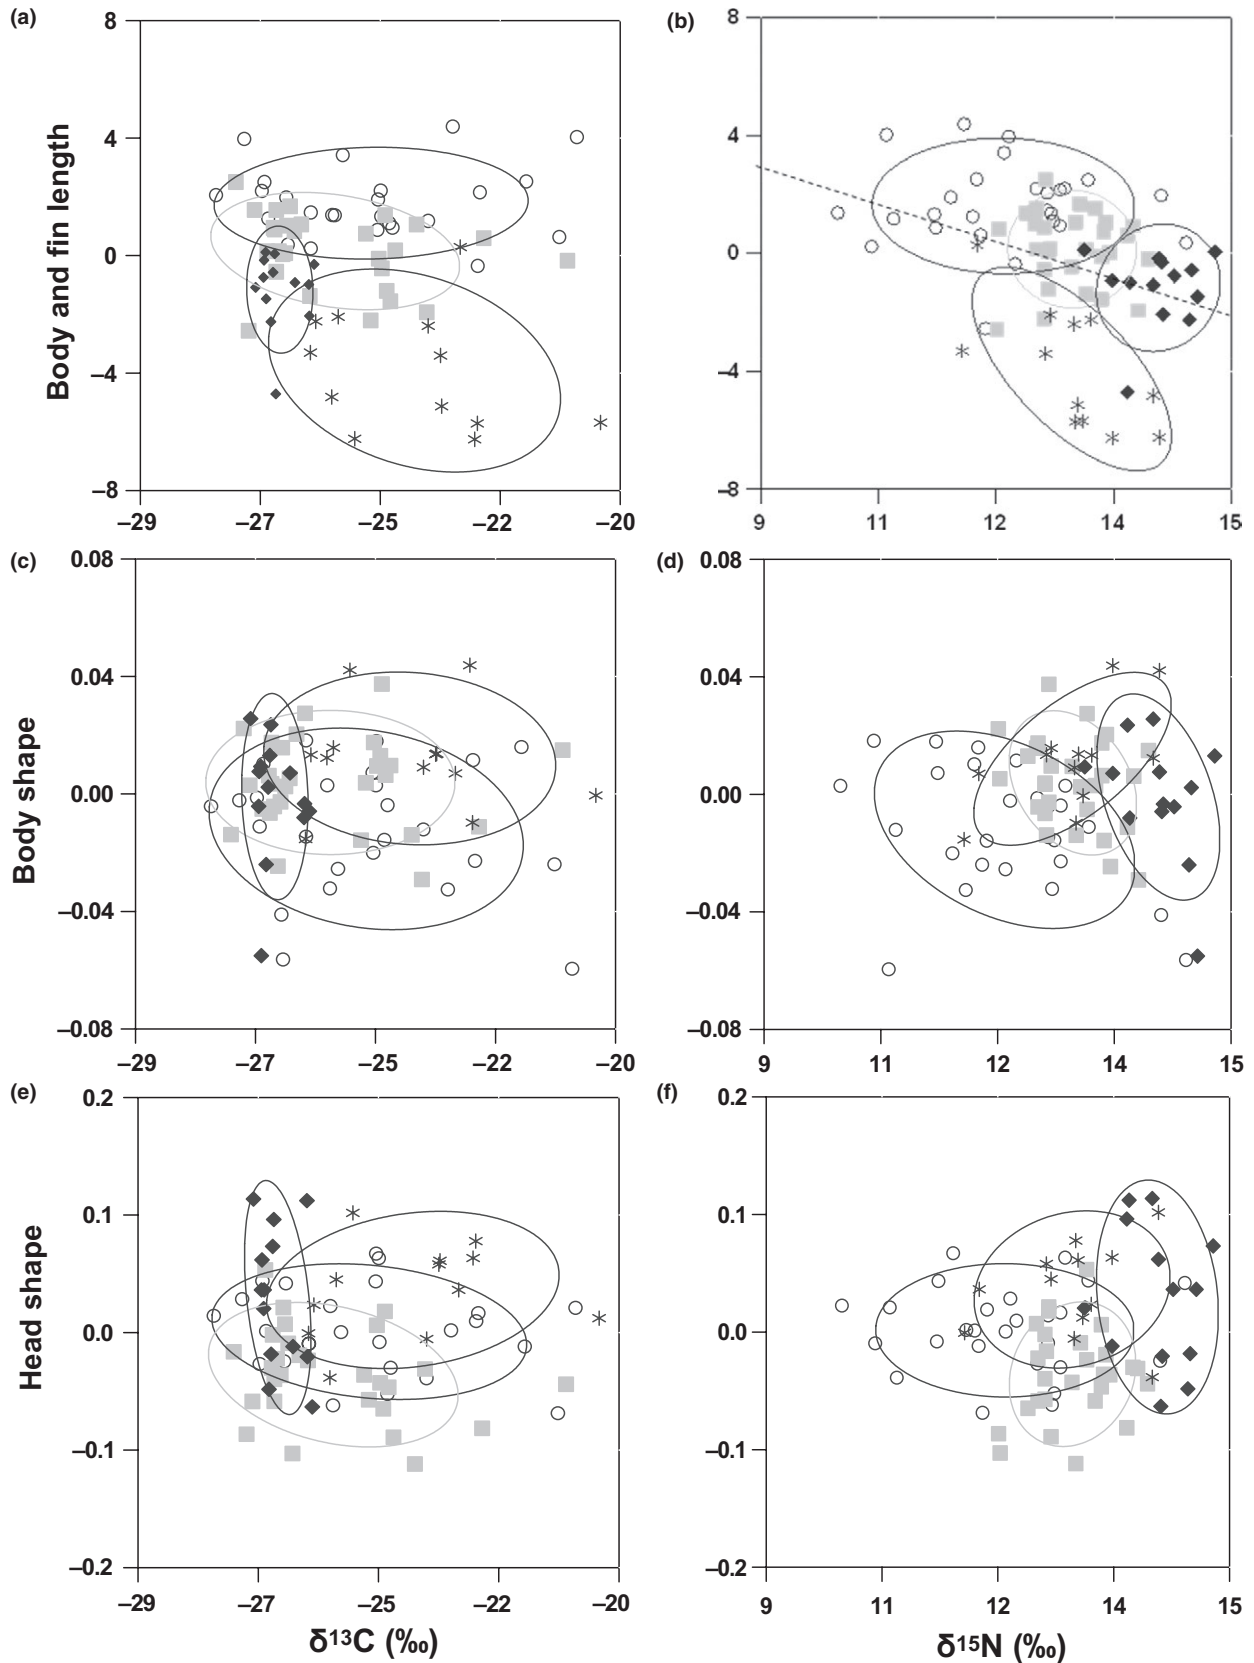 (a)
8
4
0
–4
–8
Body and fin length
–29 –27 –25 –22 –20
(b)
8
4
0
–4
–8
9 11 12 14 15
(c)
0.08
0.04
0.00
–0.04
–0.08
Body shape
–29 –27 –25 –22 –20
(d)
0.08
0.04
0.00
–0.04
–0.08
9 11 12 14 15
(e)
0.2
0.1
0.0
–0.1
–0.2
Head shape
–29 –27 –25 –22 –20
δ¹³C (‰)
(f)
0.2
0.1
0.0
–0.1
–0.2
9 11 12 14 15
δ¹⁵N (‰)